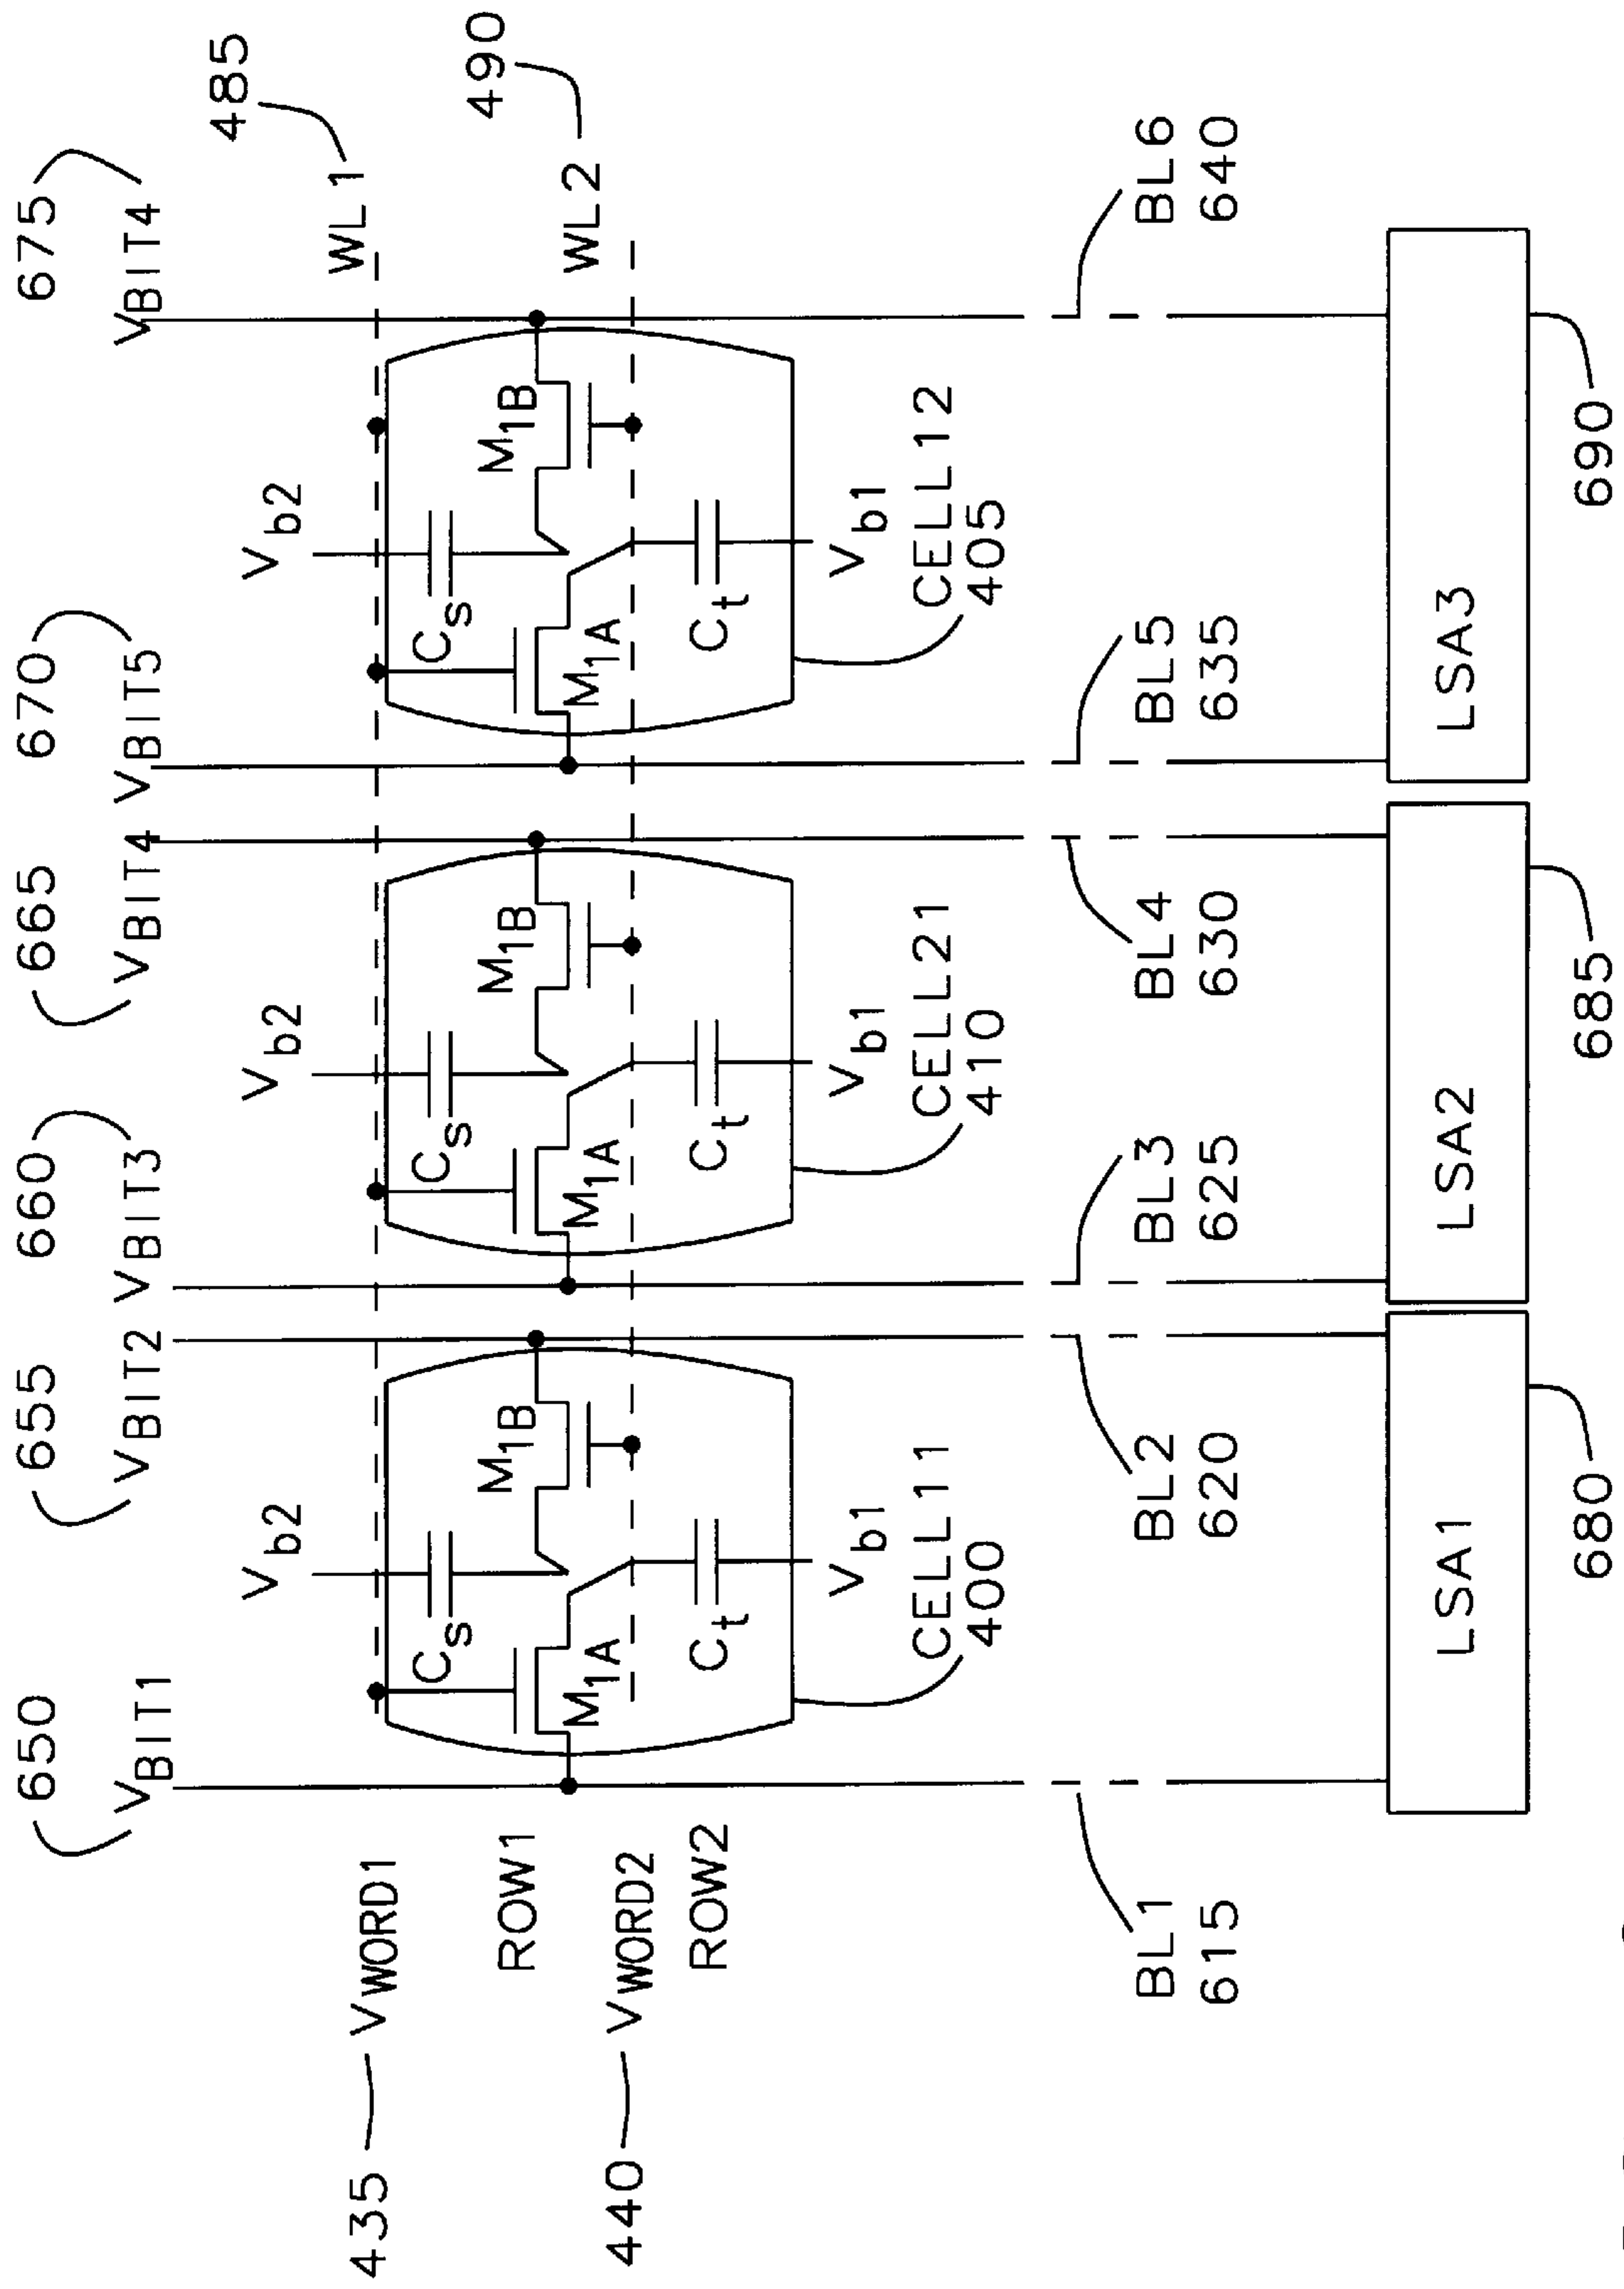 650 655 660 665 670 675
VBIT1 VBIT2 VBIT3 VBIT4 VBIT5 VBIT4
485
Vb2 Vb2 Vb2
WL1
435 VWORD1
Cs Cs Cs
490
ROW1 M1B M1B M1B
M1A M1A M1A WL2
440 VWORD2
ROW2 Ct Ct Ct
Vb1 Vb1 Vb1
CELL11 CELL21 CELL12
400 410 405
BL1 BL2 BL3 BL4 BL5 BL6
615 620 625 630 635 640
LSA1 LSA2 LSA3
680 685 690